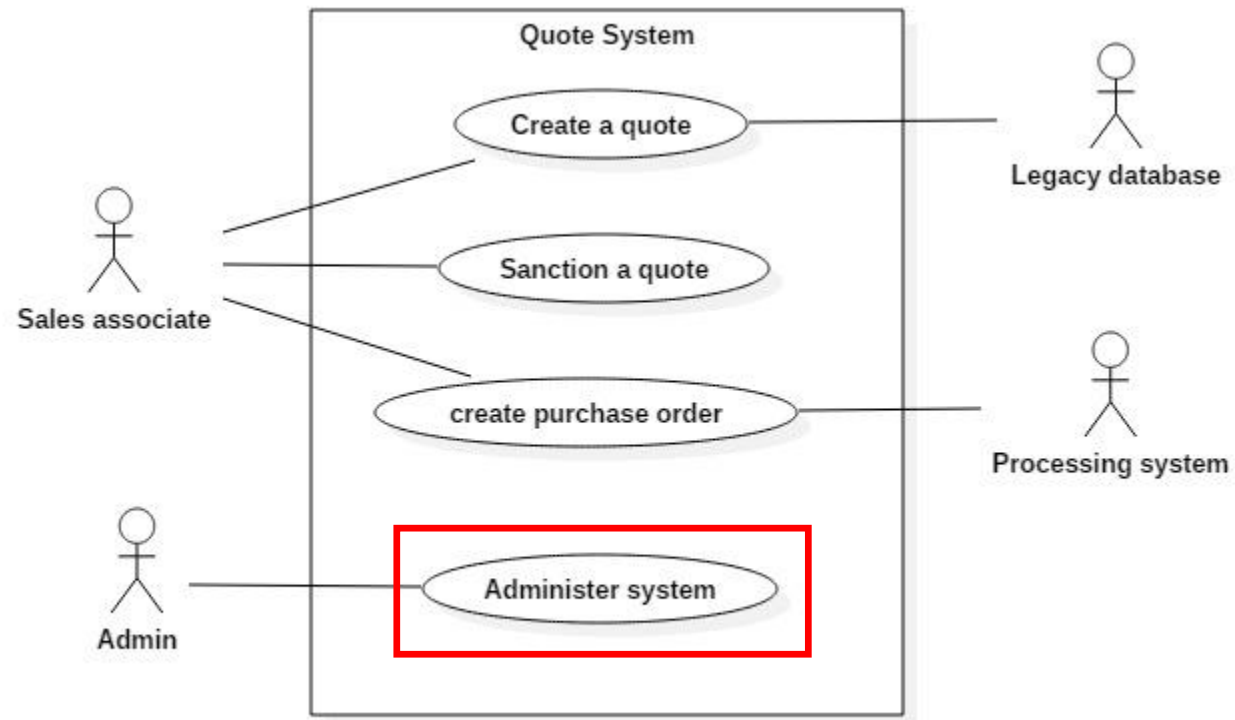 Quote System
Create a quote
Legacy database
Sanction a quote
Sales associate
create purchase order
Processing system
Administer system
Admin